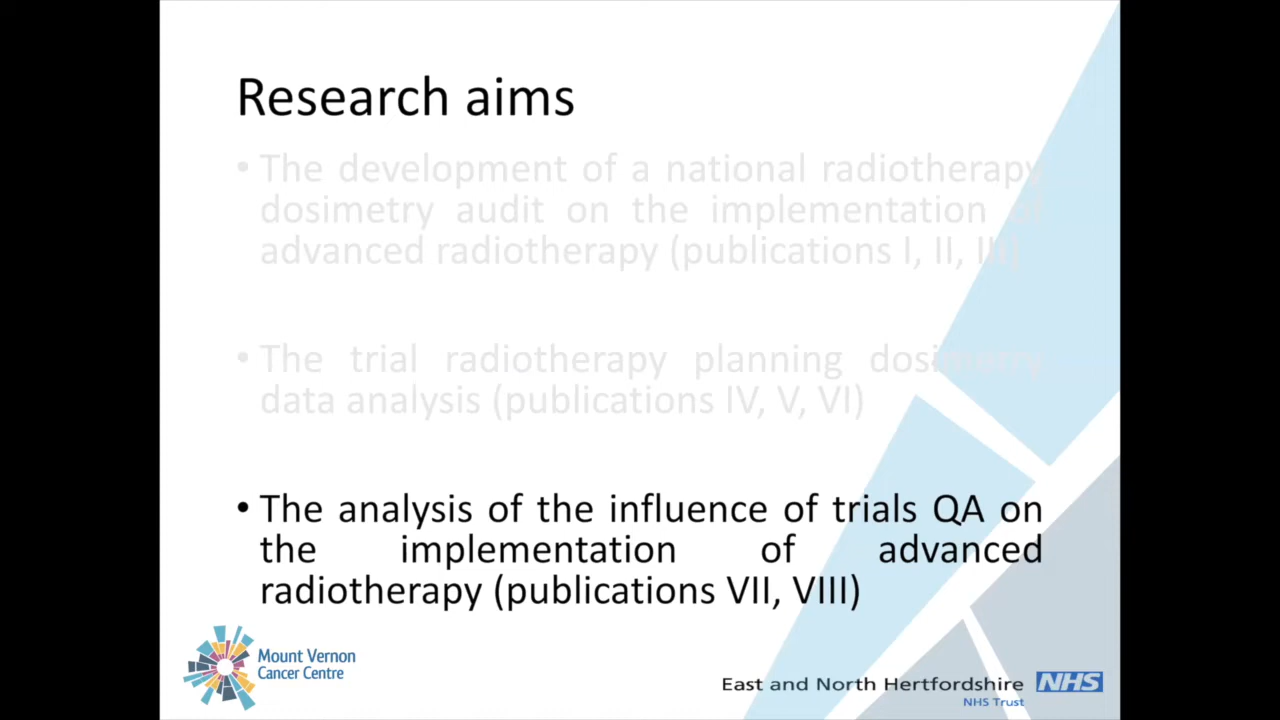 Research aims
• The development of a national radiotherapy
dosimetry audit on the implementation of
advanced radiotherapy (publications I, II, III)
• The trial radiotherapy planning dosimetry
data analysis (publications IV, V, VI)
• The analysis of the influence of trials QA on
the implementation of advanced
radiotherapy (publications VII, VIII)
Mount Vernon
Cancer Centre
East and North Hertfordshire NHS
NHS Trust